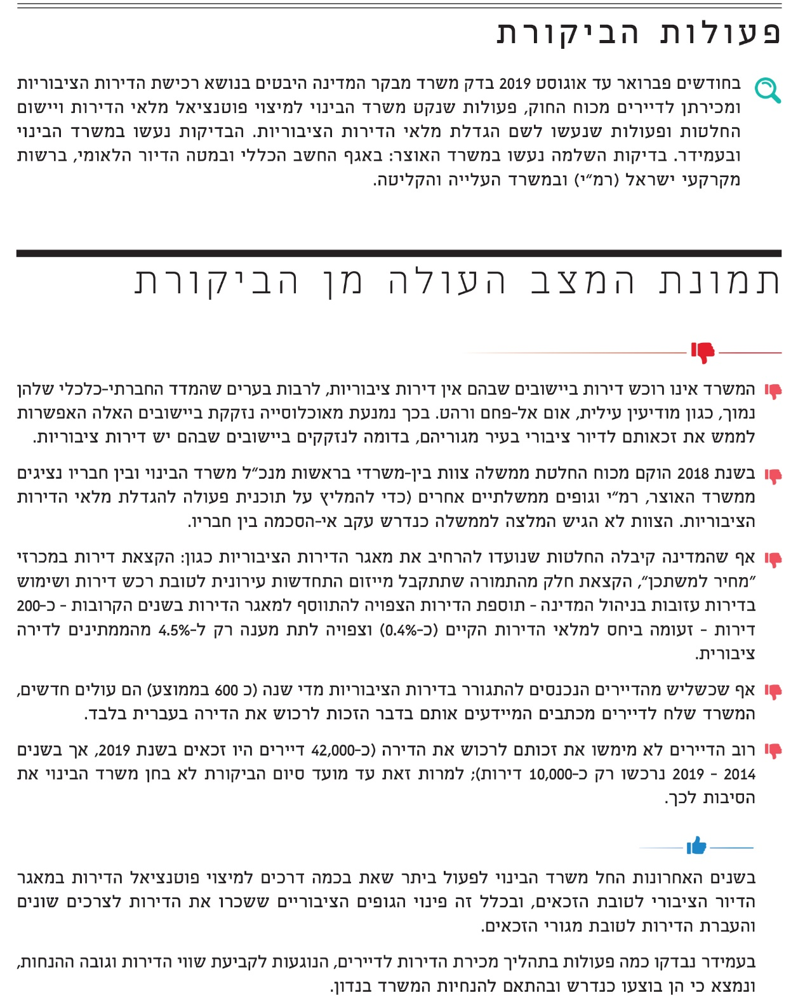 פעולות הביקורת
בחודשים פברואר עד אוגוסט 2019 בדק משרד מבקר המדינה היבטים בנושא רכישת הדירות הציבוריות
ומכירתן לדיירים מכוח החוק, פעולות שנקט משרד הבינוי למיצוי פוטנציאל מלאי הדירות ויישום
החלטות ופעולות שנעשו לשם הגדלת מלאי הדירות הציבוריות. הבדיקות נעשו במשרד הבינוי
ובעמידר. בדיקות השלמה נעשו במשרד האוצר: באגף החשב הכללי ובמטה הדיור הלאומי, ברשות
מקרקעי ישראל (רמ"י) ובמשרד העלייה והקליטה.
תמונת המצב העולה מן הביקורת
המשרד אינו רוכש דירות ביישובים שבהם אין דירות ציבוריות, לרבות בערים שהמדד החברתי-כלכלי שלהן
נמוך, כגון מודיעין עילית, אום אל-פחם ורהט. בכך נמנעת מאוכלוסייה נזקקת ביישובים האלה האפשרות
לממש את זכאותם לדיור ציבורי בעיר מגוריהם, בדומה לנזקקים ביישובים שבהם יש דירות ציבוריות.
בשנת 2018 הוקם מכוח החלטת ממשלה צוות בין-משרדי בראשות מנכ"ל משרד הבינוי ובין חבריו נציגים
ממשרד האוצר, רמ"י וגופים ממשלתיים אחרים (כדי להמליץ על תוכנית פעולה להגדלת מלאי הדירות
הציבוריות. הצוות לא הגיש המלצה לממשלה כנדרש עקב אי-הסכמה בין חבריו.
אף שהמדינה קיבלה החלטות שנועדו להרחיב את מאגר הדירות הציבוריות כגון: הקצאת דירות במכרזי
"מחיר למשתכן", הקצאת חלק מהתמורה שתתקבל מייזום התחדשות עירונית לטובת רכש דירות ושימוש
בדירות עזובות בניהול המדינה - תוספת הדירות הצפויה להתווסף למאגר הדירות בשנים הקרובות - כ-200
דירות - זעומה ביחס למלאי הדירות הקיים (כ-0.4%) וצפויה לתת מענה רק ל-4.5% מהממתינים לדירה
ציבורית.
אף שכשליש מהדיירים הנכנסים להתגורר בדירות הציבוריות מדי שנה (כ 600 בממוצע) הם עולים חדשים,
המשרד שלח לדיירים מכתבים המיידעים אותם בדבר הזכות לרכוש את הדירה בעברית בלבד.
רוב הדיירים לא מימשו את זכותם לרכוש את הדירה (כ-42,000 דיירים היו זכאים בשנת 2019, אך בשנים
2014 - 2019 נרכשו רק כ-10,000 דירות); למרות זאת עד מועד סיום הביקורת לא בחן משרד הבינוי את
הסיבות לכך.
בשנים האחרונות החל משרד הבינוי לפעול ביתר שאת בכמה דרכים למיצוי פוטנציאל הדירות במאגר
הדיור הציבורי לטובת הזכאים, ובכלל זה פינוי הגופים הציבוריים ששכרו את הדירות לצרכים שונים
והעברת הדירות לטובת מגורי הזכאים.
בעמידר נבדקו כמה פעולות בתהליך מכירת הדירות לדיירים, הנוגעות לקביעת שווי הדירות וגובה ההנחות,
ונמצא כי הן בוצעו כנדרש ובהתאם להנחיות המשרד בנדון.